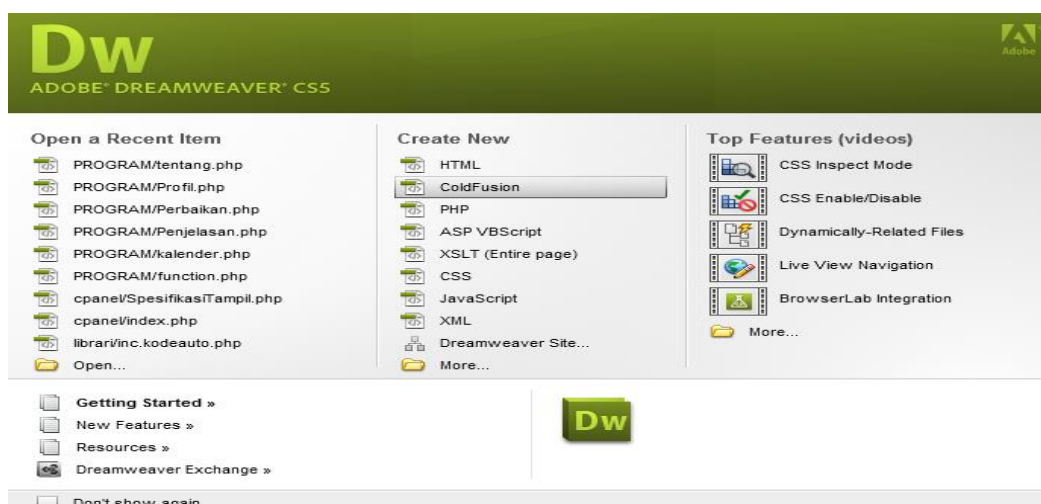 Dw
ADOBE® DREAMWEAVER® CS5
Adobe
Open a Recent Item
PROGRAM/tentang.php
PROGRAM/Profil.php
PROGRAM/Perbaikan.php
PROGRAM/Penjelasan.php
PROGRAM/kalender.php
PROGRAM/function.php
cpanel/SpesifikasiTampil.php
cpanel/index.php
librari/inc.kodeauto.php
Open...
Create New
HTML
ColdFusion
PHP
ASP VBScript
XSLT (Entire page)
CSS
JavaScript
XML
Dreamweaver Site...
More...
Top Features (videos)
CSS Inspect Mode
CSS Enable/Disable
Dynamically-Related Files
Live View Navigation
BrowserLab Integration
More...
Getting Started »
New Features »
Resources »
Dreamweaver Exchange »
Dw
Don't show again